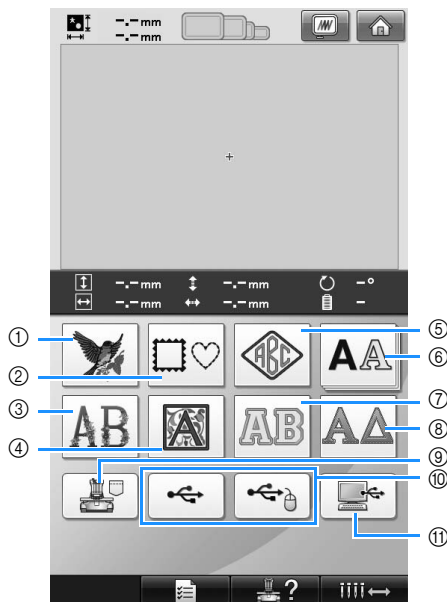 -.- mm
-.- mm
+
-.- mm -.- mm -°
-.- mm -.- mm -
① ⑤
ABC
AA
⑥
②
③ ⑦
AB A AB AΔ
④ ⑧
⑨
⑩
⑪
?